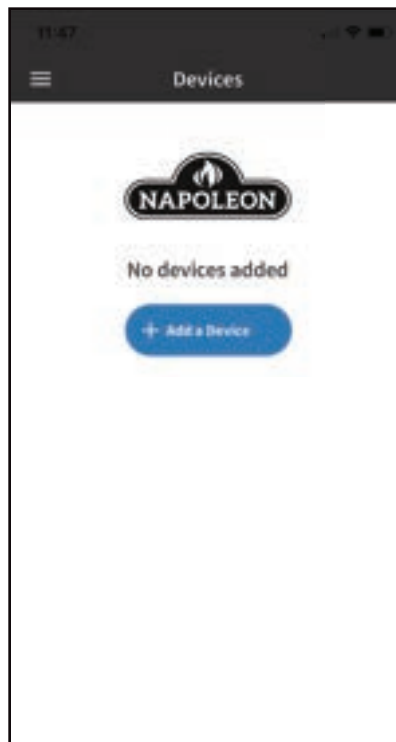 11:47
Devices
NAPOLEON
No devices added
+ Add a Device